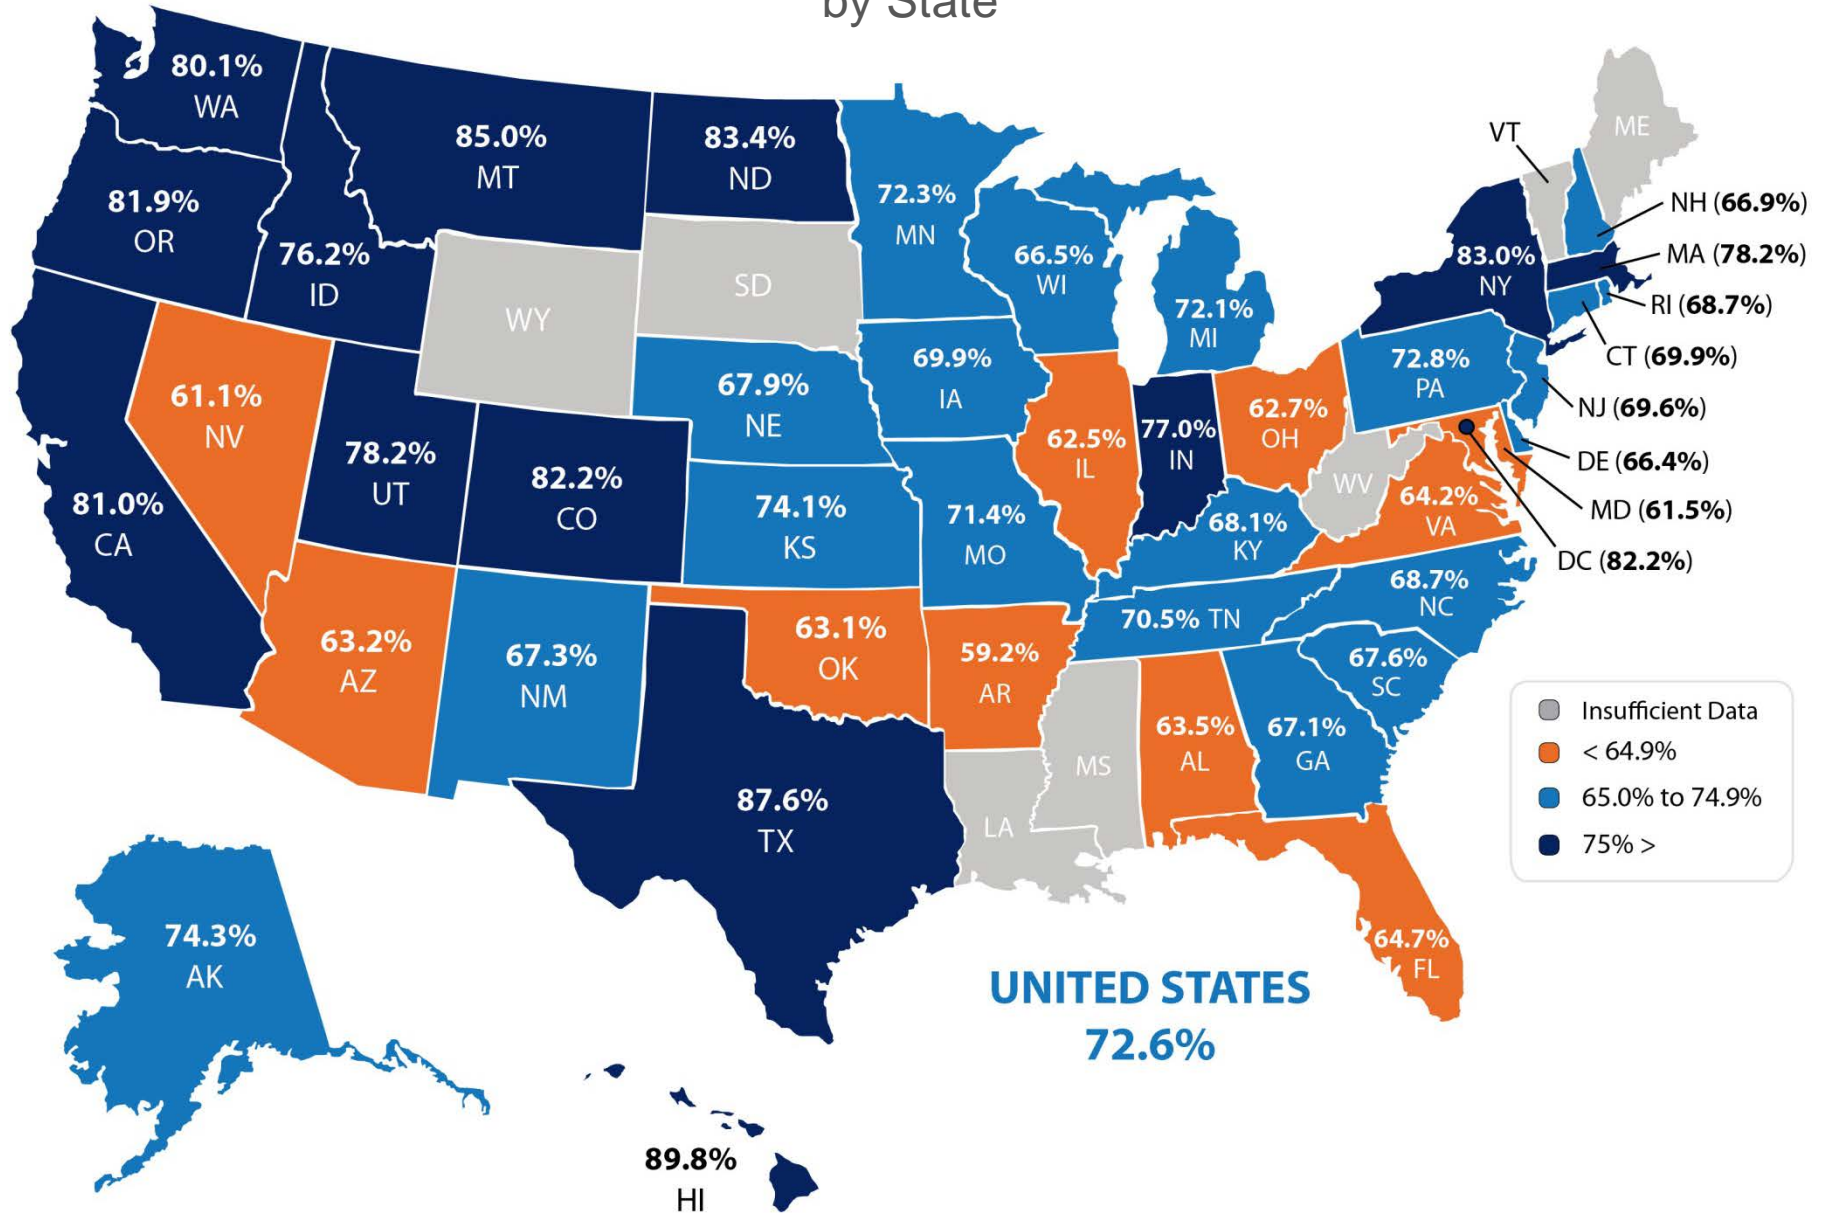 by State
80.1%
WA
85.0%
MT
83.4%
ND
72.3%
MN
81.9%
OR
76.2%
ID
WY
SD
66.5%
WI
72.1%
MI
VT
ME
NH (66.9%)
83.0%
NY
MA (78.2%)
RI (68.7%)
CT (69.9%)
72.8%
PA
NJ (69.6%)
DE (66.4%)
MD (61.5%)
DC (82.2%)
61.1%
NV
67.9%
NE
69.9%
IA
62.5%
IL
77.0%
IN
62.7%
OH
WV
64.2%
VA
81.0%
CA
78.2%
UT
82.2%
CO
74.1%
KS
71.4%
MO
68.1%
KY
68.7%
NC
70.5% TN
63.2%
AZ
67.3%
NM
63.1%
OK
59.2%
AR
67.6%
SC
MS
63.5%
AL
67.1%
GA
87.6%
TX
LA
64.7%
FL
Insufficient Data
< 64.9%
65.0% to 74.9%
75% >
74.3%
AK
UNITED STATES
72.6%
89.8%
HI